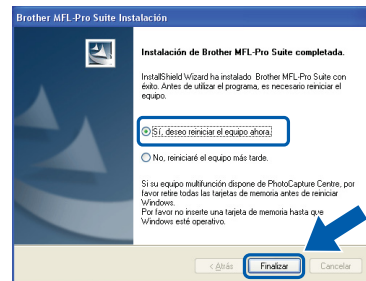 Brother MFL-Pro Suite Instalación
Instalación de Brother MFL-Pro Suite completada.
InstallShield Wizard ha instalado Brother MFL-Pro Suite con
éxito. Antes de utilizar el programa, es necesario reiniciar el
equipo.
Sí, deseo reiniciar el equipo ahora.
No, reiniciaré el equipo más tarde.
Si su equipo multifunción dispone de PhotoCapture Centre, por
favor retire todas las tarjetas de memoria antes de reiniciar
Windows.
Por favor no inserte una tarjeta de memoria hasta que
Windows esté operativo.
< Atrás
Finalizar
Cancelar